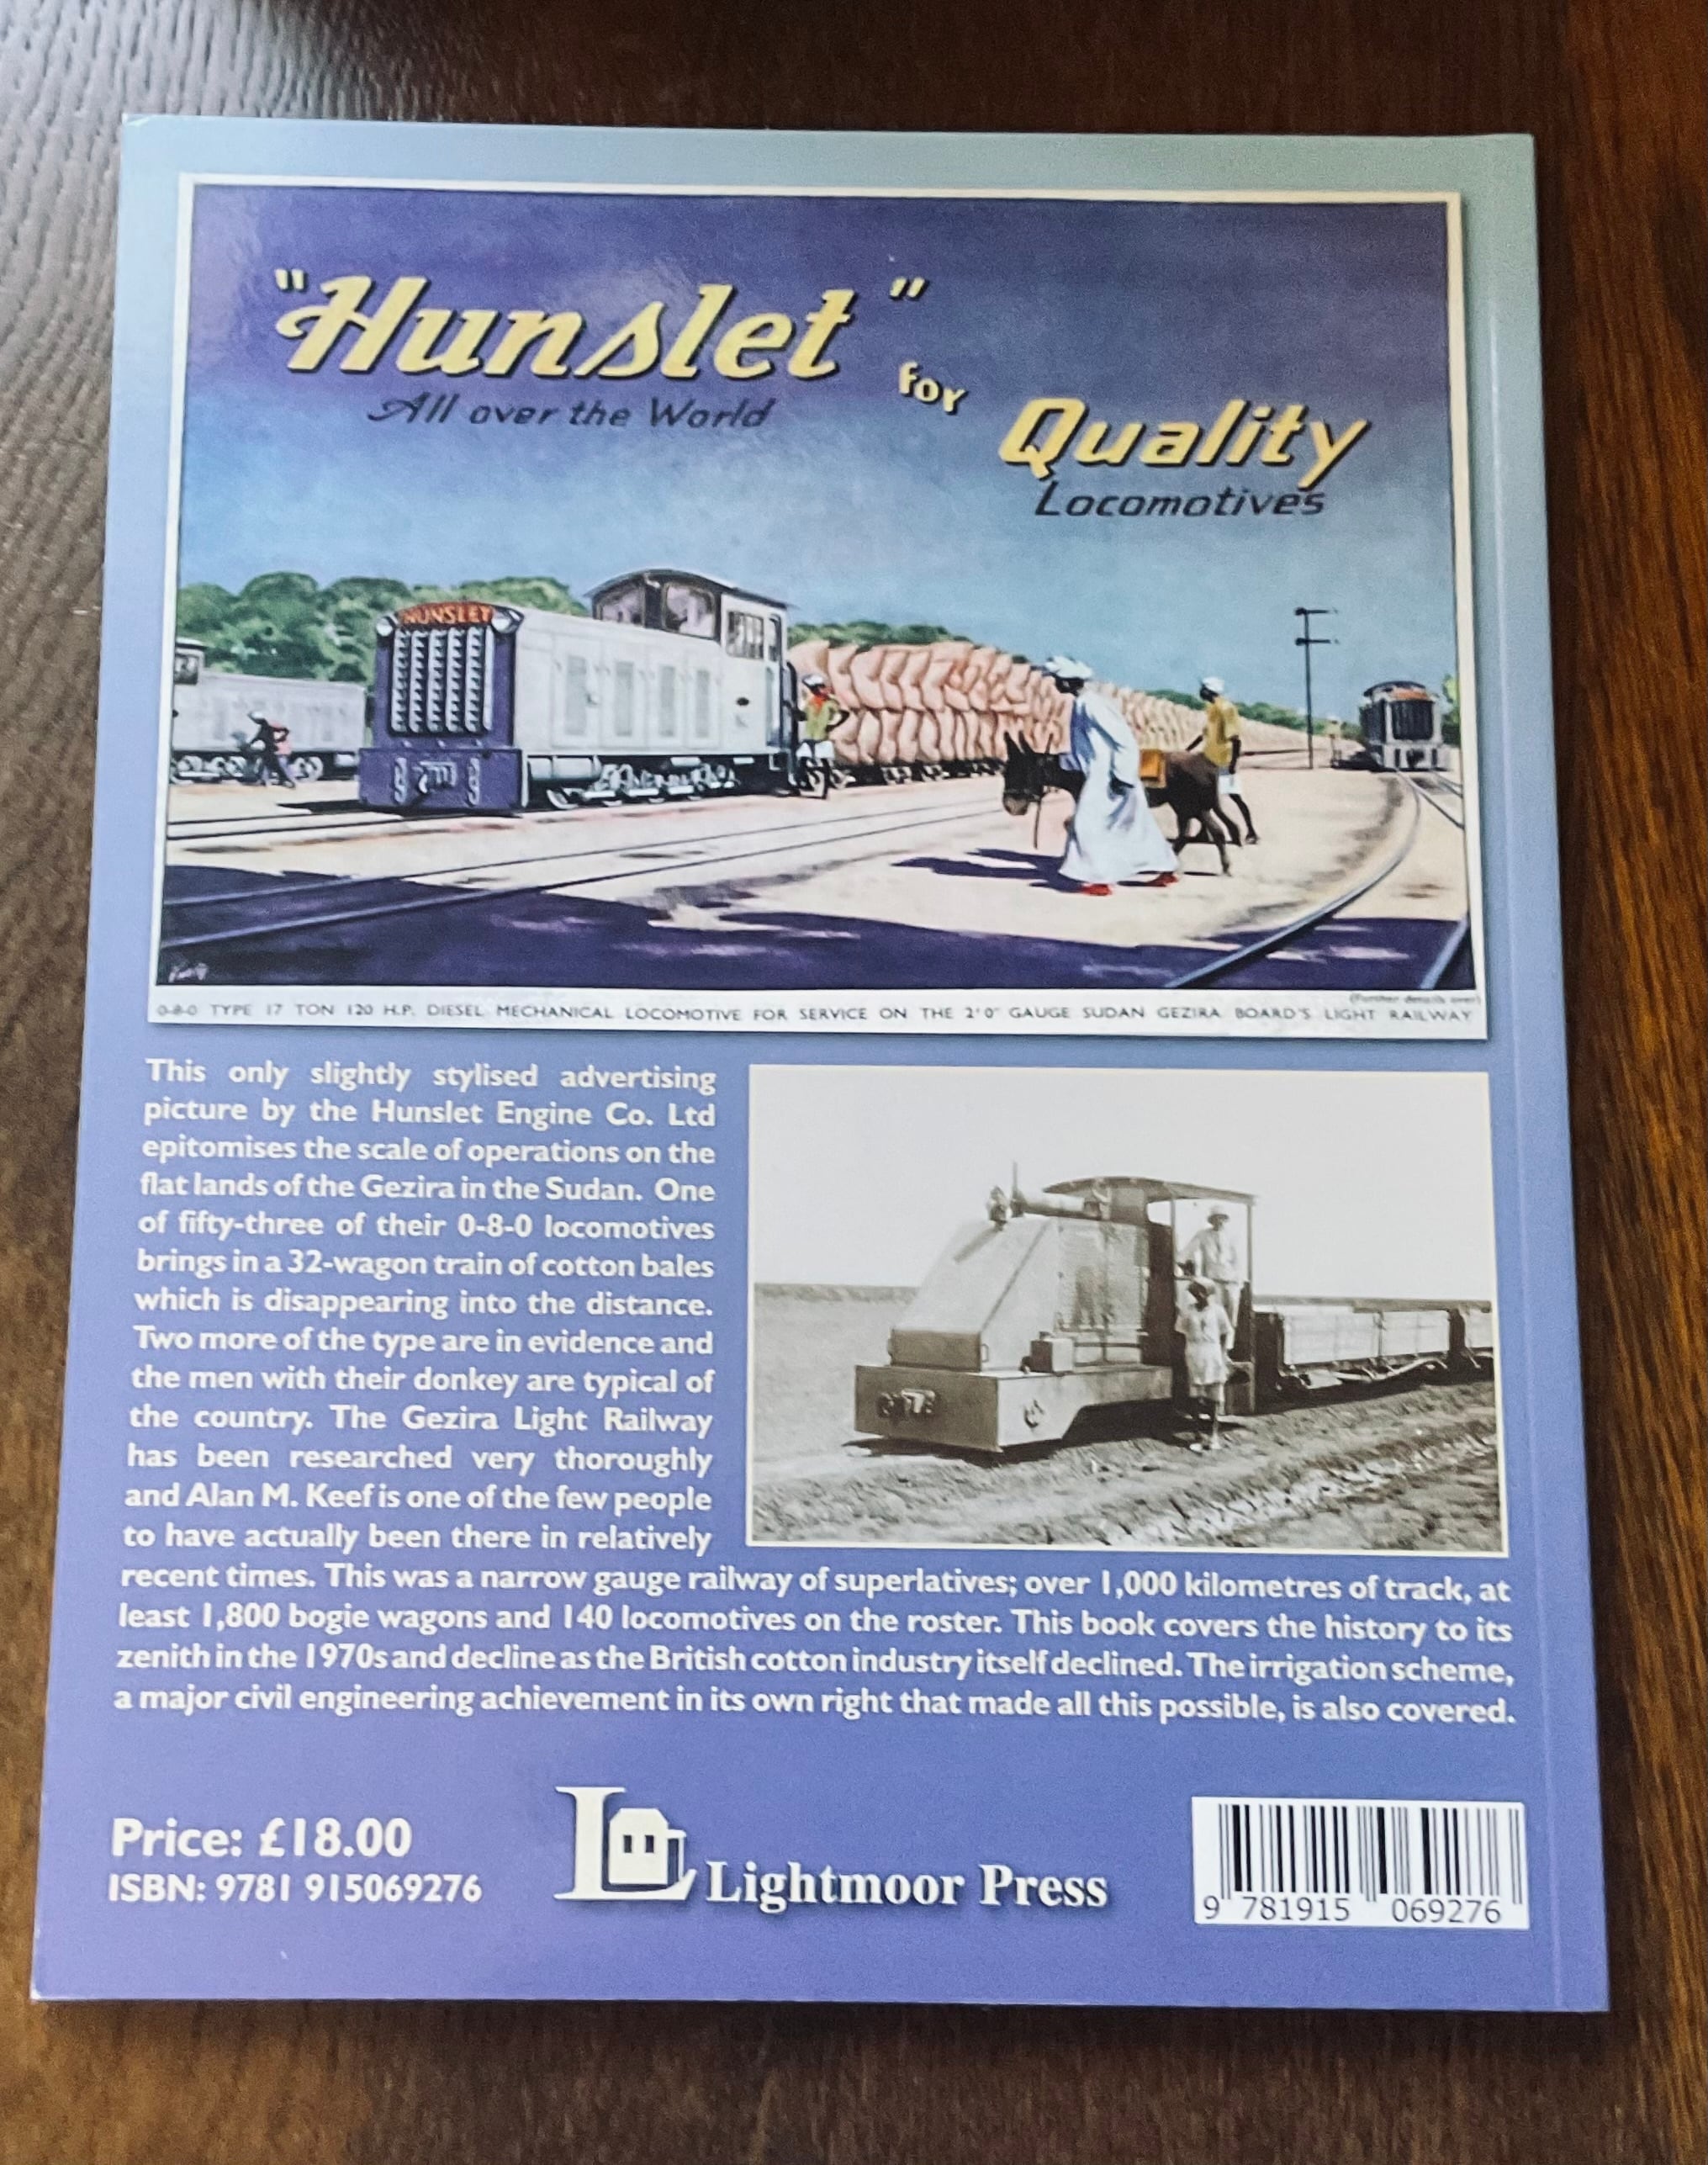 "Hunslet"
All over the World
for
Quality
Locomotives
HUNSLET
(Further details over)
0-8-0 TYPE 17 TON 120 H.P. DIESEL MECHANICAL LOCOMOTIVE FOR SERVICE ON THE 2'0" GAUGE SUDAN GEZIRA BOARD'S LIGHT RAILWAY
This only slightly stylised advertising
picture by the Hunslet Engine Co. Ltd
epitomises the scale of operations on the
flat lands of the Gezira in the Sudan. One
of fifty-three of their 0-8-0 locomotives
brings in a 32-wagon train of cotton bales
which is disappearing into the distance.
Two more of the type are in evidence and
the men with their donkey are typical of
the country. The Gezira Light Railway
has been researched very thoroughly
and Alan M. Keef is one of the few people
to have actually been there in relatively
recent times. This was a narrow gauge railway of superlatives; over 1,000 kilometres of track, at
least 1,800 bogie wagons and 140 locomotives on the roster. This book covers the history to its
zenith in the 1970s and decline as the British cotton industry itself declined. The irrigation scheme,
a major civil engineering achievement in its own right that made all this possible, is also covered.
Price: £18.00
ISBN: 9781 915069276
Lightmoor Press
9 781915 069276